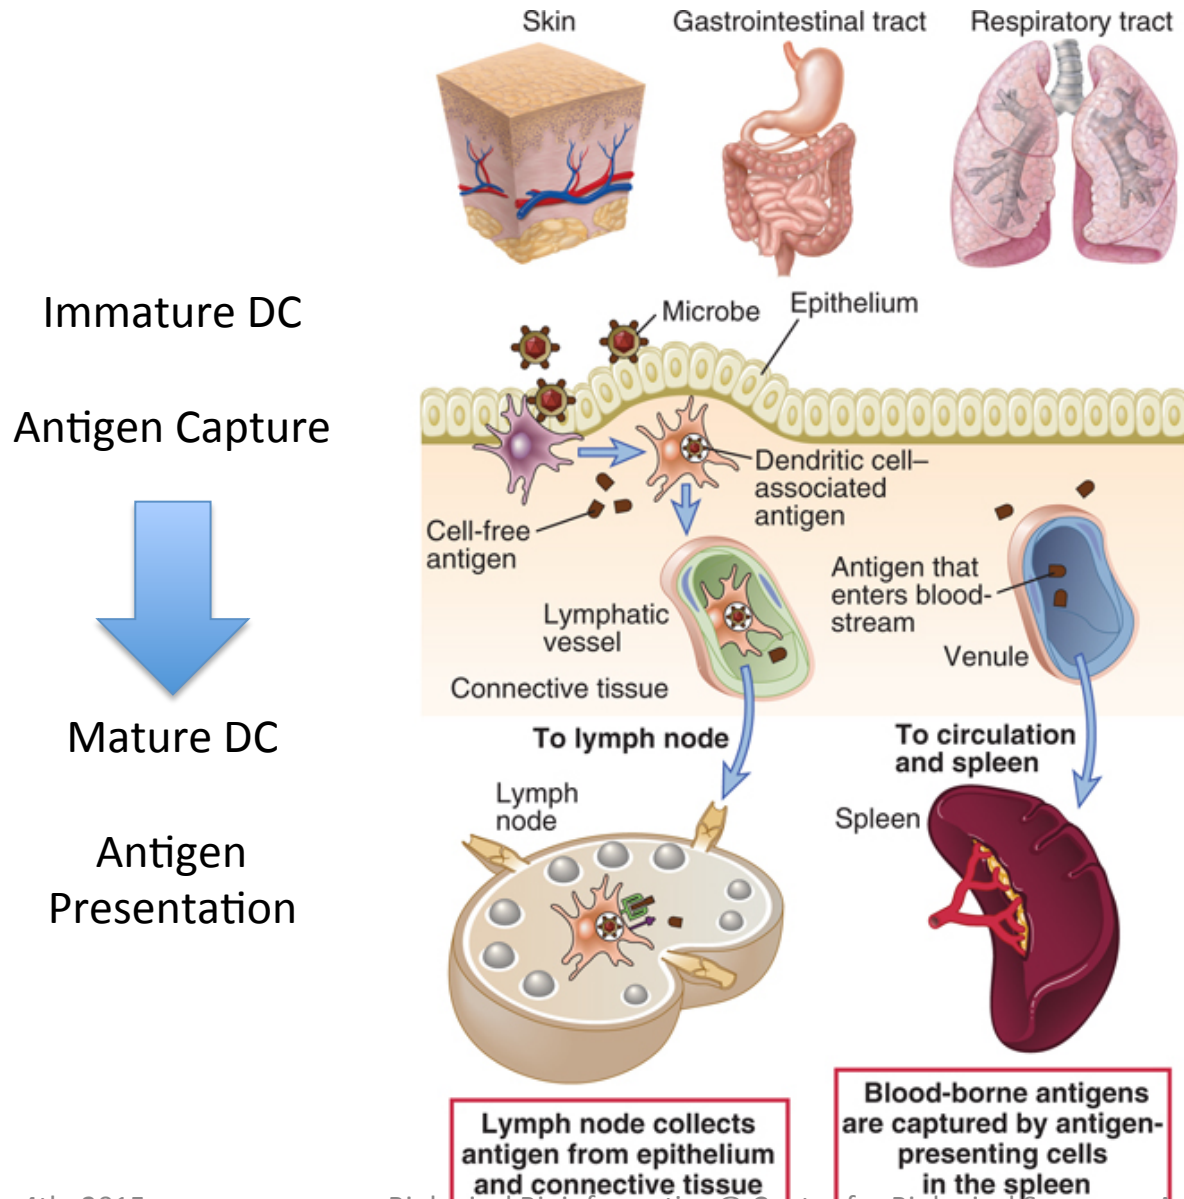 Skin
Gastrointestinal tract
Respiratory tract
Immature DC
Antigen Capture
Mature DC
Antigen
Presentation
Microbe
Epithelium
Dendritic cell–
associated
antigen
Cell-free
antigen
Antigen that
enters blood-
stream
Lymphatic
vessel
Venule
Connective tissue
To lymph node
To circulation
and spleen
Lymph
node
Spleen
Lymph node collects
antigen from epithelium
and connective tissue
Blood-borne antigens
are captured by antigen-
presenting cells
in the spleen